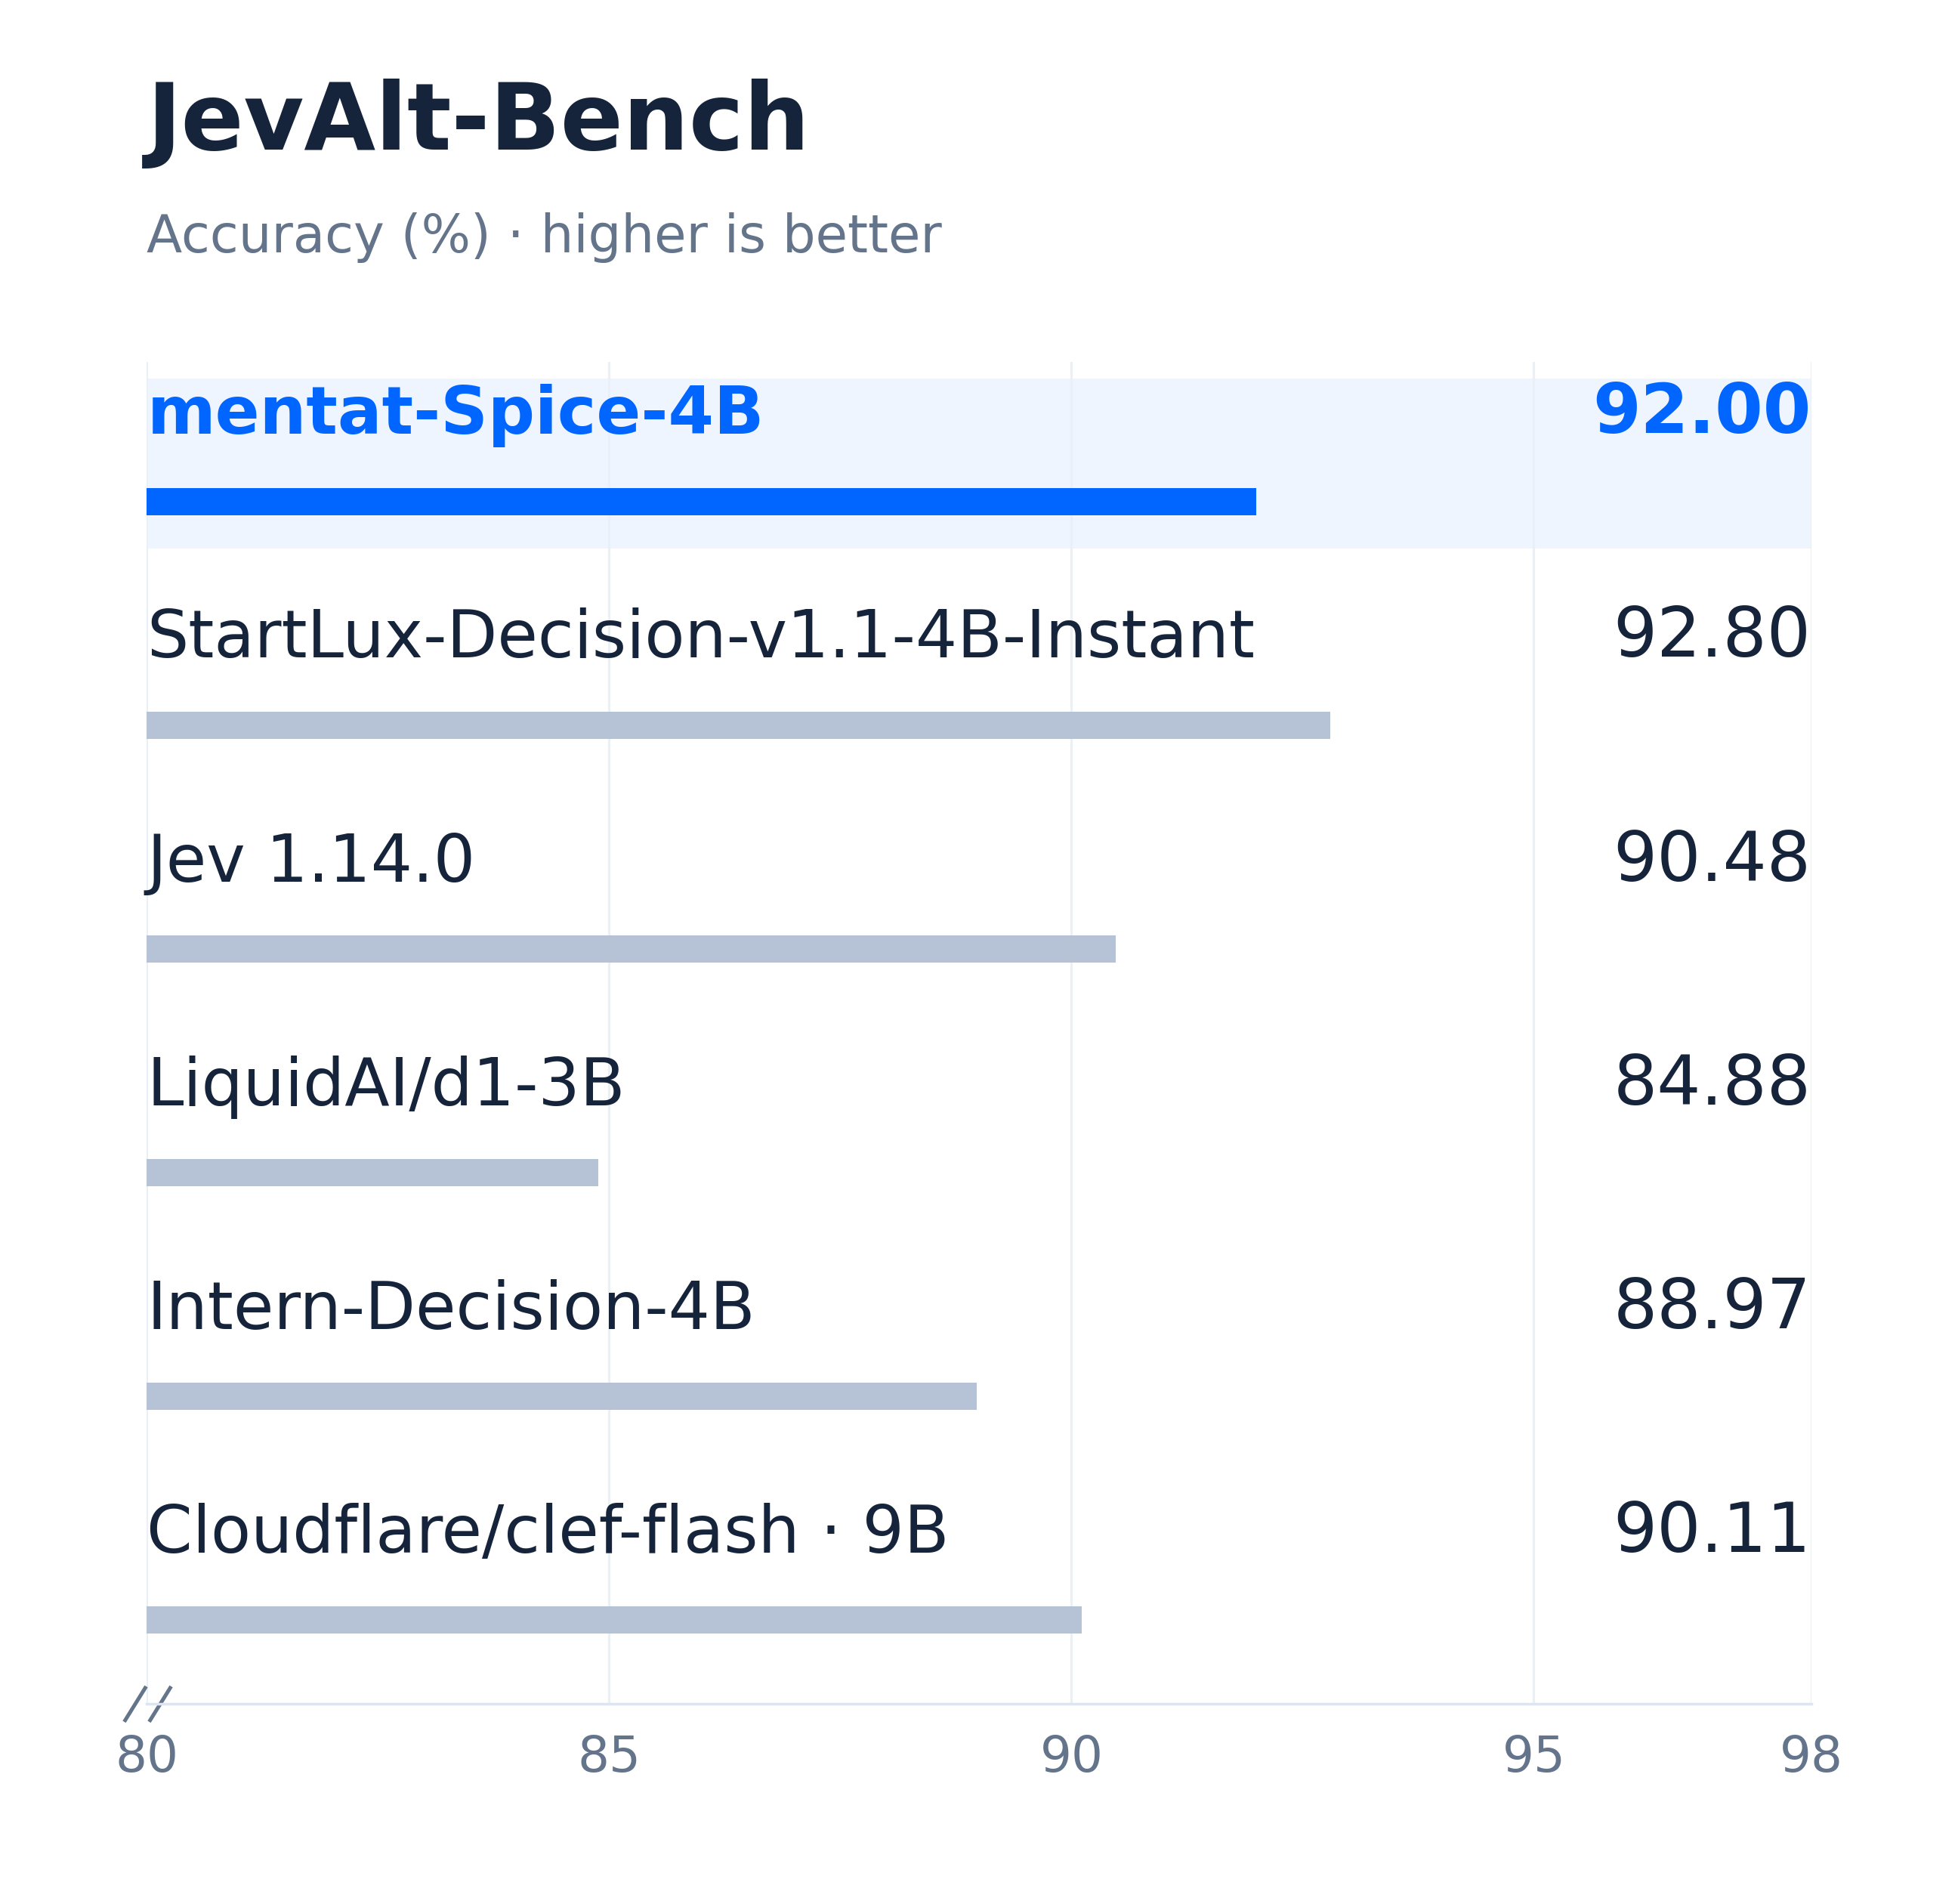 JevAlt-Bench
Accuracy (%) · higher is better
mentat-Spice-4B 92.00
StartLux-Decision-v1.1-4B-Instant 92.80
Jev 1.14.0 90.48
LiquidAI/d1-3B 84.88
Intern-Decision-4B 88.97
Cloudflare/clef-flash · 9B 90.11
80 85 90 95 98